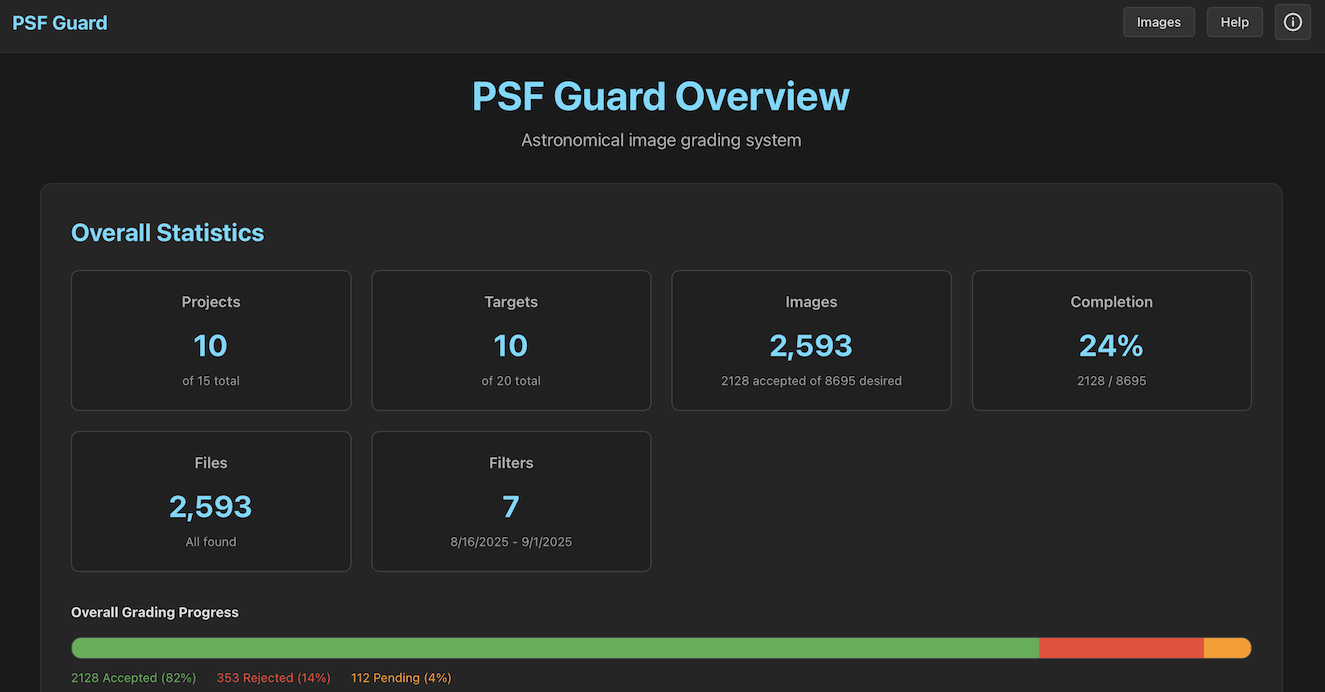 PSF Guard
Images
Help
PSF Guard Overview
Astronomical image grading system
Overall Statistics
Projects
10
of 15 total
Targets
10
of 20 total
Images
2,593
2128 accepted of 8695 desired
Completion
24%
2128 / 8695
Files
2,593
All found
Filters
7
8/16/2025 - 9/1/2025
Overall Grading Progress
2128 Accepted (82%) 353 Rejected (14%) 112 Pending (4%)